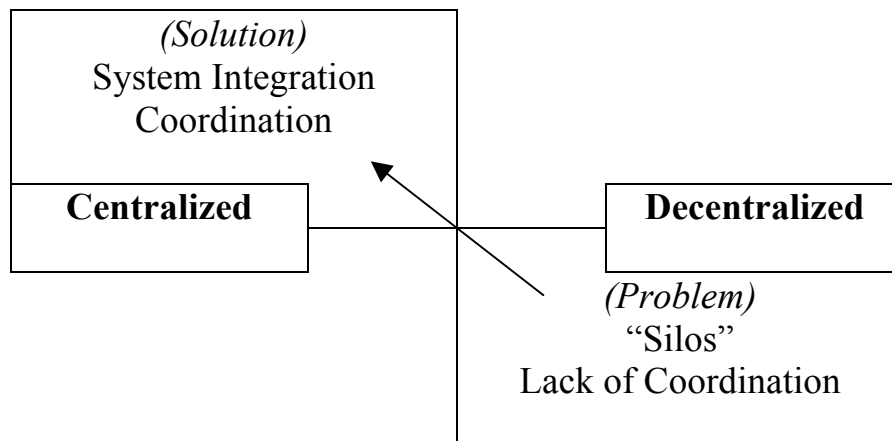 (Solution)
System Integration
Coordination
Centralized
Decentralized
(Problem)
“Silos”
Lack of Coordination